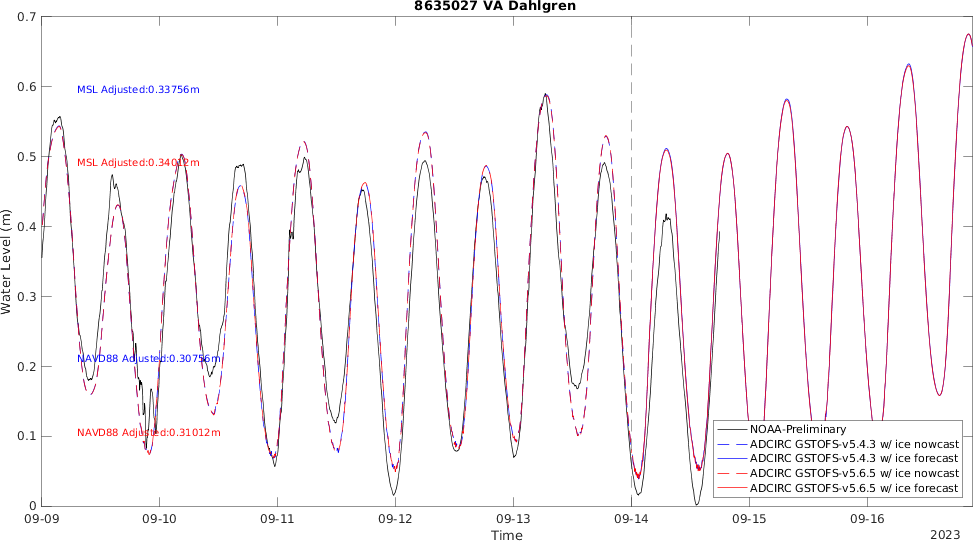 8635027 VA Dahlgren
0.7
0.6
0.5
0.4
0.3
0.2
0.1
0
Water Level (m)
MSL Adjusted:0.33756m
MSL Adjusted:0.34012m
NAVD88 Adjusted:0.30756m
NAVD88 Adjusted:0.31012m
NOAA-Preliminary
ADCIRC GSTOFS-v5.4.3 w/ ice nowcast
ADCIRC GSTOFS-v5.4.3 w/ ice forecast
ADCIRC GSTOFS-v5.6.5 w/ ice nowcast
ADCIRC GSTOFS-v5.6.5 w/ ice forecast
09-09 09-10 09-11 09-12 09-13 09-14 09-15 09-16
Time
2023